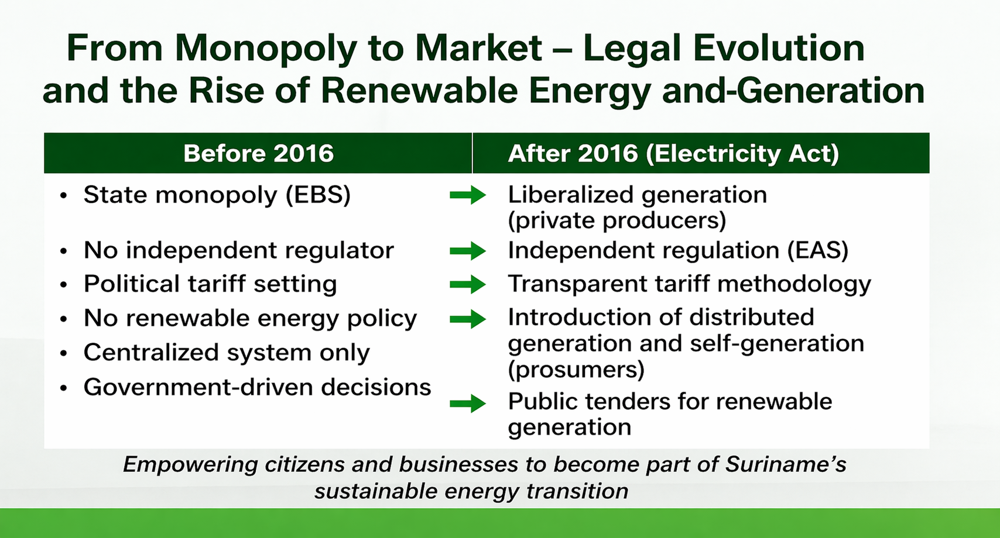 From Monopoly to Market – Legal Evolution
and the Rise of Renewable Energy and-Generation
Before 2016
After 2016 (Electricity Act)
• State monopoly (EBS)
Liberalized generation
(private producers)
• No independent regulator
Independent regulation (EAS)
• Political tariff setting
Transparent tariff methodology
• No renewable energy policy
Introduction of distributed
generation and self-generation
(prosumers)
• Centralized system only
• Government-driven decisions
Public tenders for renewable
generation
Empowering citizens and businesses to become part of Suriname’s
sustainable energy transition